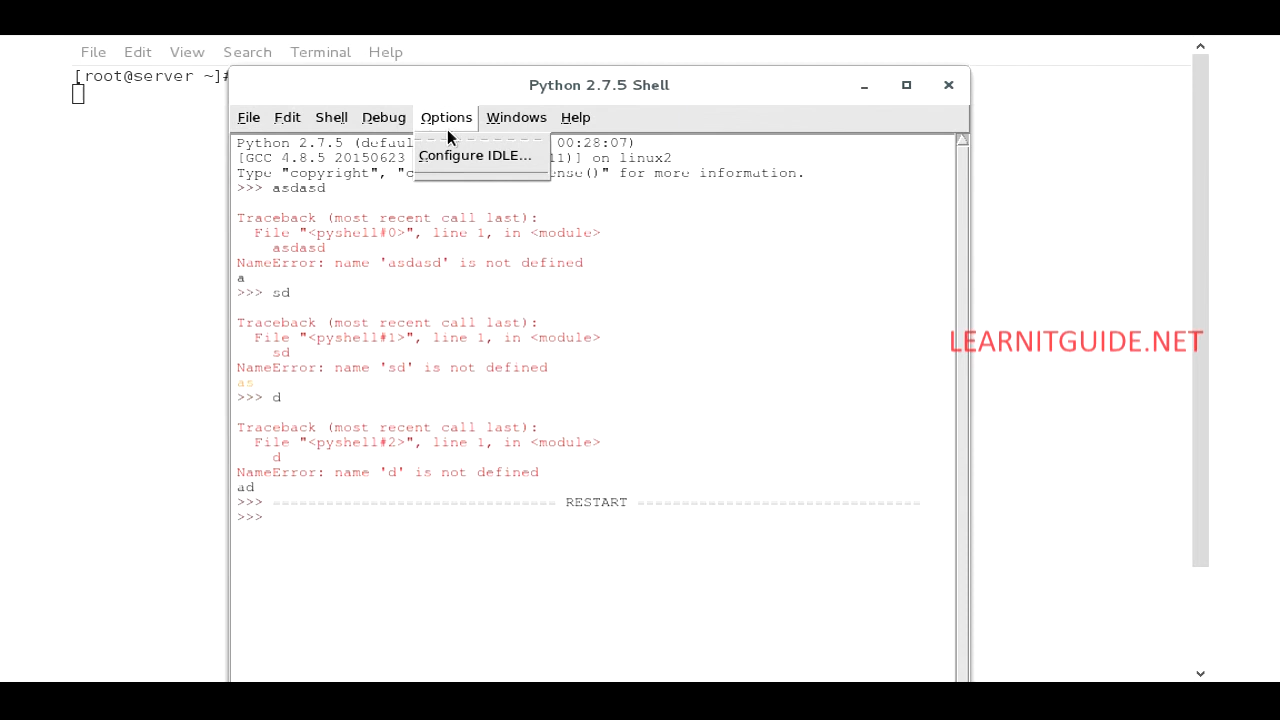 File Edit View Search Terminal Help
[root@server ~]#
Python 2.7.5 Shell
File Edit Shell Debug Options Windows Help
Configure IDLE...
Python 2.7.5 (defau 00:28:07)
[GCC 4.8.5 20150623 11)] on linux2
Type "copyright", "c ense()" for more information.
>>> asdasd
Traceback (most recent call last):
File "<pyshell#0>", line 1, in <module>
asdasd
NameError: name 'asdasd' is not defined
a
>>> sd
Traceback (most recent call last):
File "<pyshell#1>", line 1, in <module>
sd
NameError: name 'sd' is not defined
as
>>> d
Traceback (most recent call last):
File "<pyshell#2>", line 1, in <module>
d
NameError: name 'd' is not defined
ad
>>> ================================ RESTART ================================
>>>
LEARNITGUIDE.NET